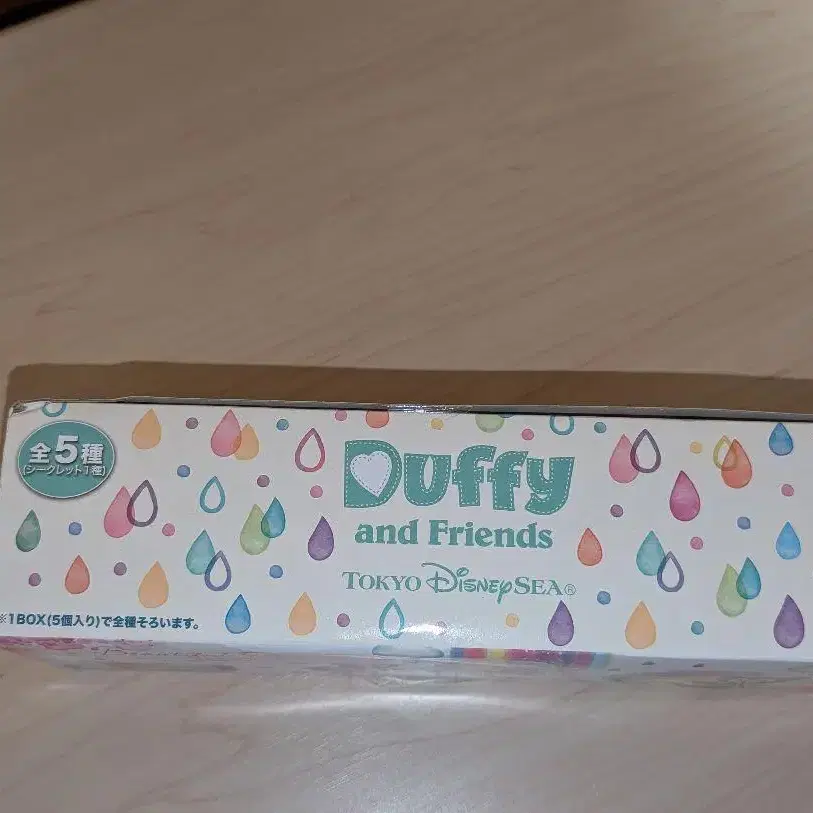 全5種
(シークレット1種)
Duffy
and Friends
TOKYO DISNEYSEA®
※1BOX(5個入り)で全種そろいます。